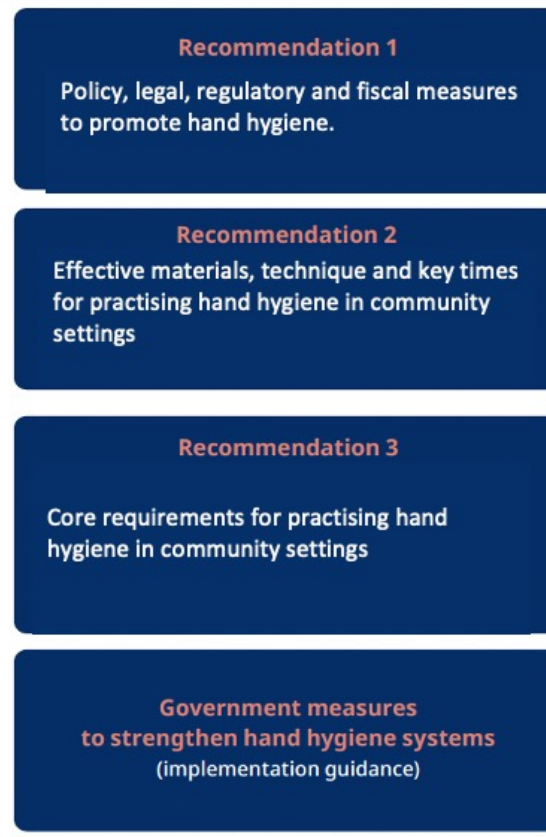 Recommendation 1
Policy, legal, regulatory and fiscal measures
to promote hand hygiene.
Recommendation 2
Effective materials, technique and key times
for practising hand hygiene in community
settings
Recommendation 3
Core requirements for practising hand
hygiene in community settings
Government measures
to strengthen hand hygiene systems
(implementation guidance)